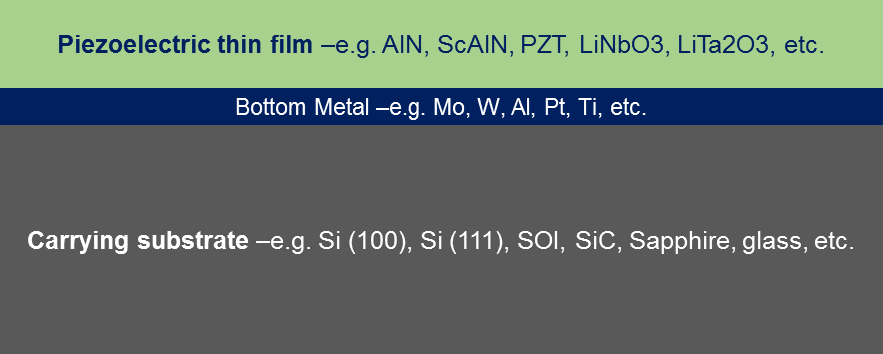 Piezoelectric thin film –e.g. AlN, ScAlN, PZT, LiNbO3, LiTa2O3, etc.
Bottom Metal –e.g. Mo, W, Al, Pt, Ti, etc.
Carrying substrate –e.g. Si (100), Si (111), SOI, SiC, Sapphire, glass, etc.